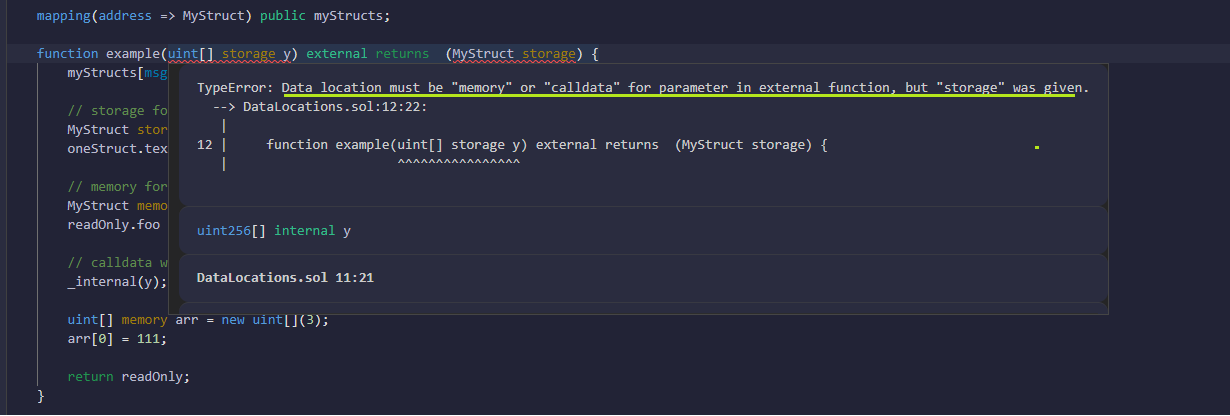 mapping(address => MyStruct) public myStructs;
function example(uint[] storage y) external returns  (MyStruct storage) {
myStructs[msg
TypeError: Data location must be "memory" or "calldata" for parameter in external function, but "storage" was given.
--> DataLocations.sol:12:22:
|
12 |     function example(uint[] storage y) external returns  (MyStruct storage) {
|                      ^^^^^^^^^^^^^^^^
// storage fo
MyStruct stor
oneStruct.tex
// memory for
MyStruct memo
readOnly.foo
uint256[] internal y
// calldata w
_internal(y);
DataLocations.sol 11:21
uint[] memory arr = new uint[](3);
arr[0] = 111;
return readOnly;
}